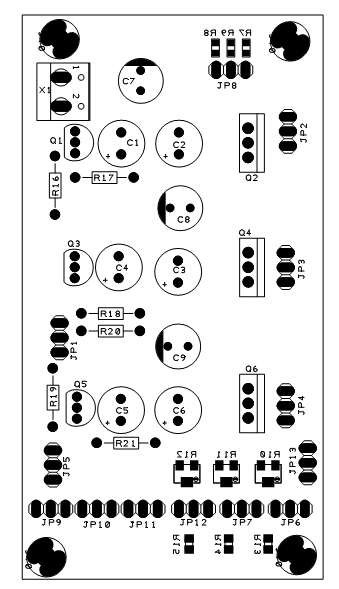 R8 R9 R7
JP8
X1
1
2
C7
Q1
C1
C2
Q2
JP2
R16
R17
C8
Q3
C4
C3
Q4
JP3
R18
R20
JP1
C9
R19
Q5
C5
C6
Q6
JP4
R21
JP5
R12 R11 R10
JP13
JP9 JP10 JP11 JP12 JP7 JP6
R15 R14 R13